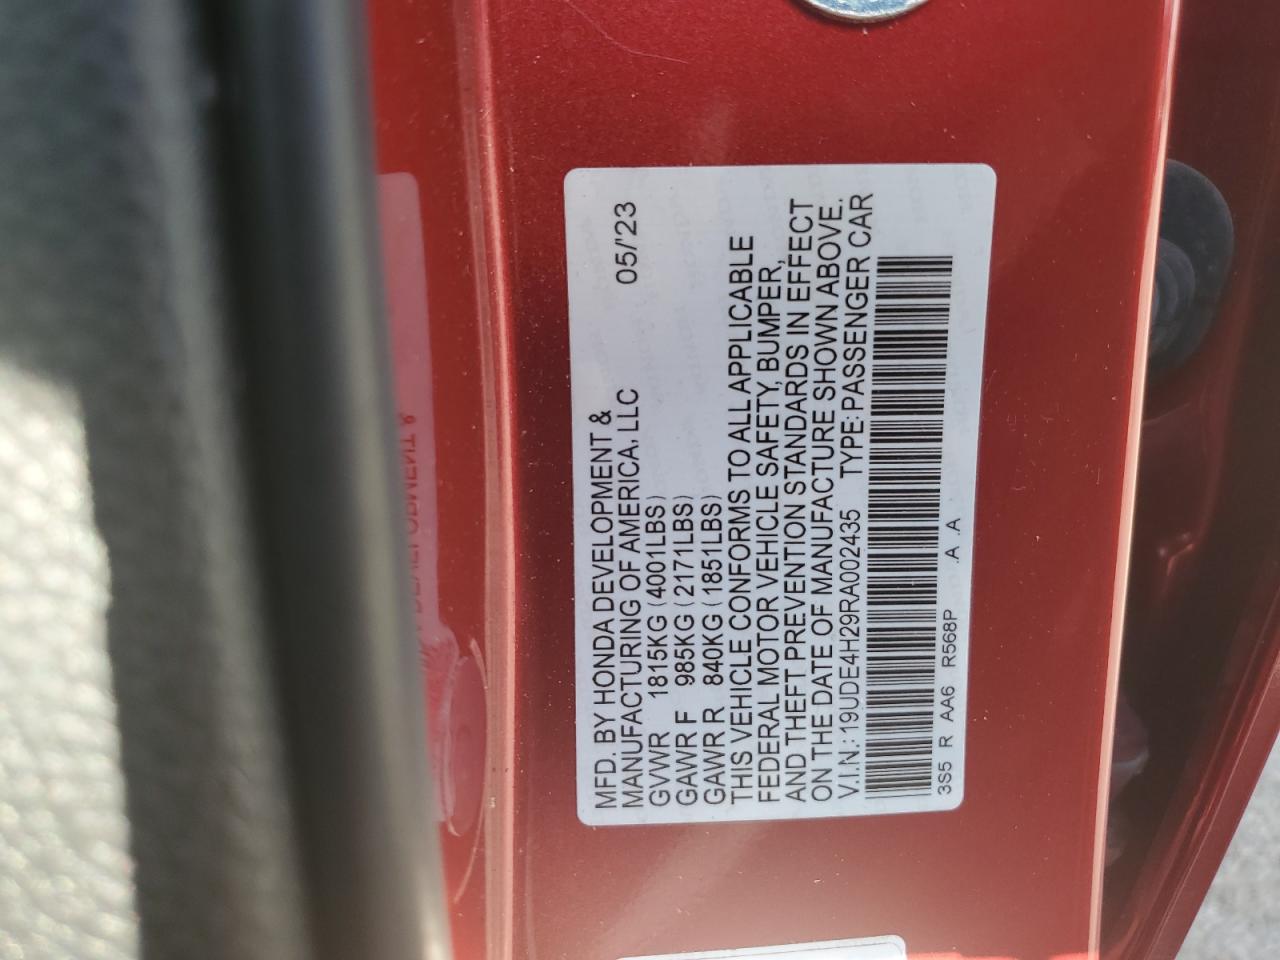 MFD. BY HONDA DEVELOPMENT &
MANUFACTURING OF AMERICA, LLC 05/'23
GVWR 1815KG (4001LBS)
GAWR F 985KG (2171LBS)
GAWR R 840KG (1851LBS)
THIS VEHICLE CONFORMS TO ALL APPLICABLE
FEDERAL MOTOR VEHICLE SAFETY, BUMPER,
AND THEFT PREVENTION STANDARDS IN EFFECT
ON THE DATE OF MANUFACTURE SHOWN ABOVE.
V.I.N.: 19UDE4H29RA002435 TYPE: PASSENGER CAR
3S5 R AA6 R568P .A .A